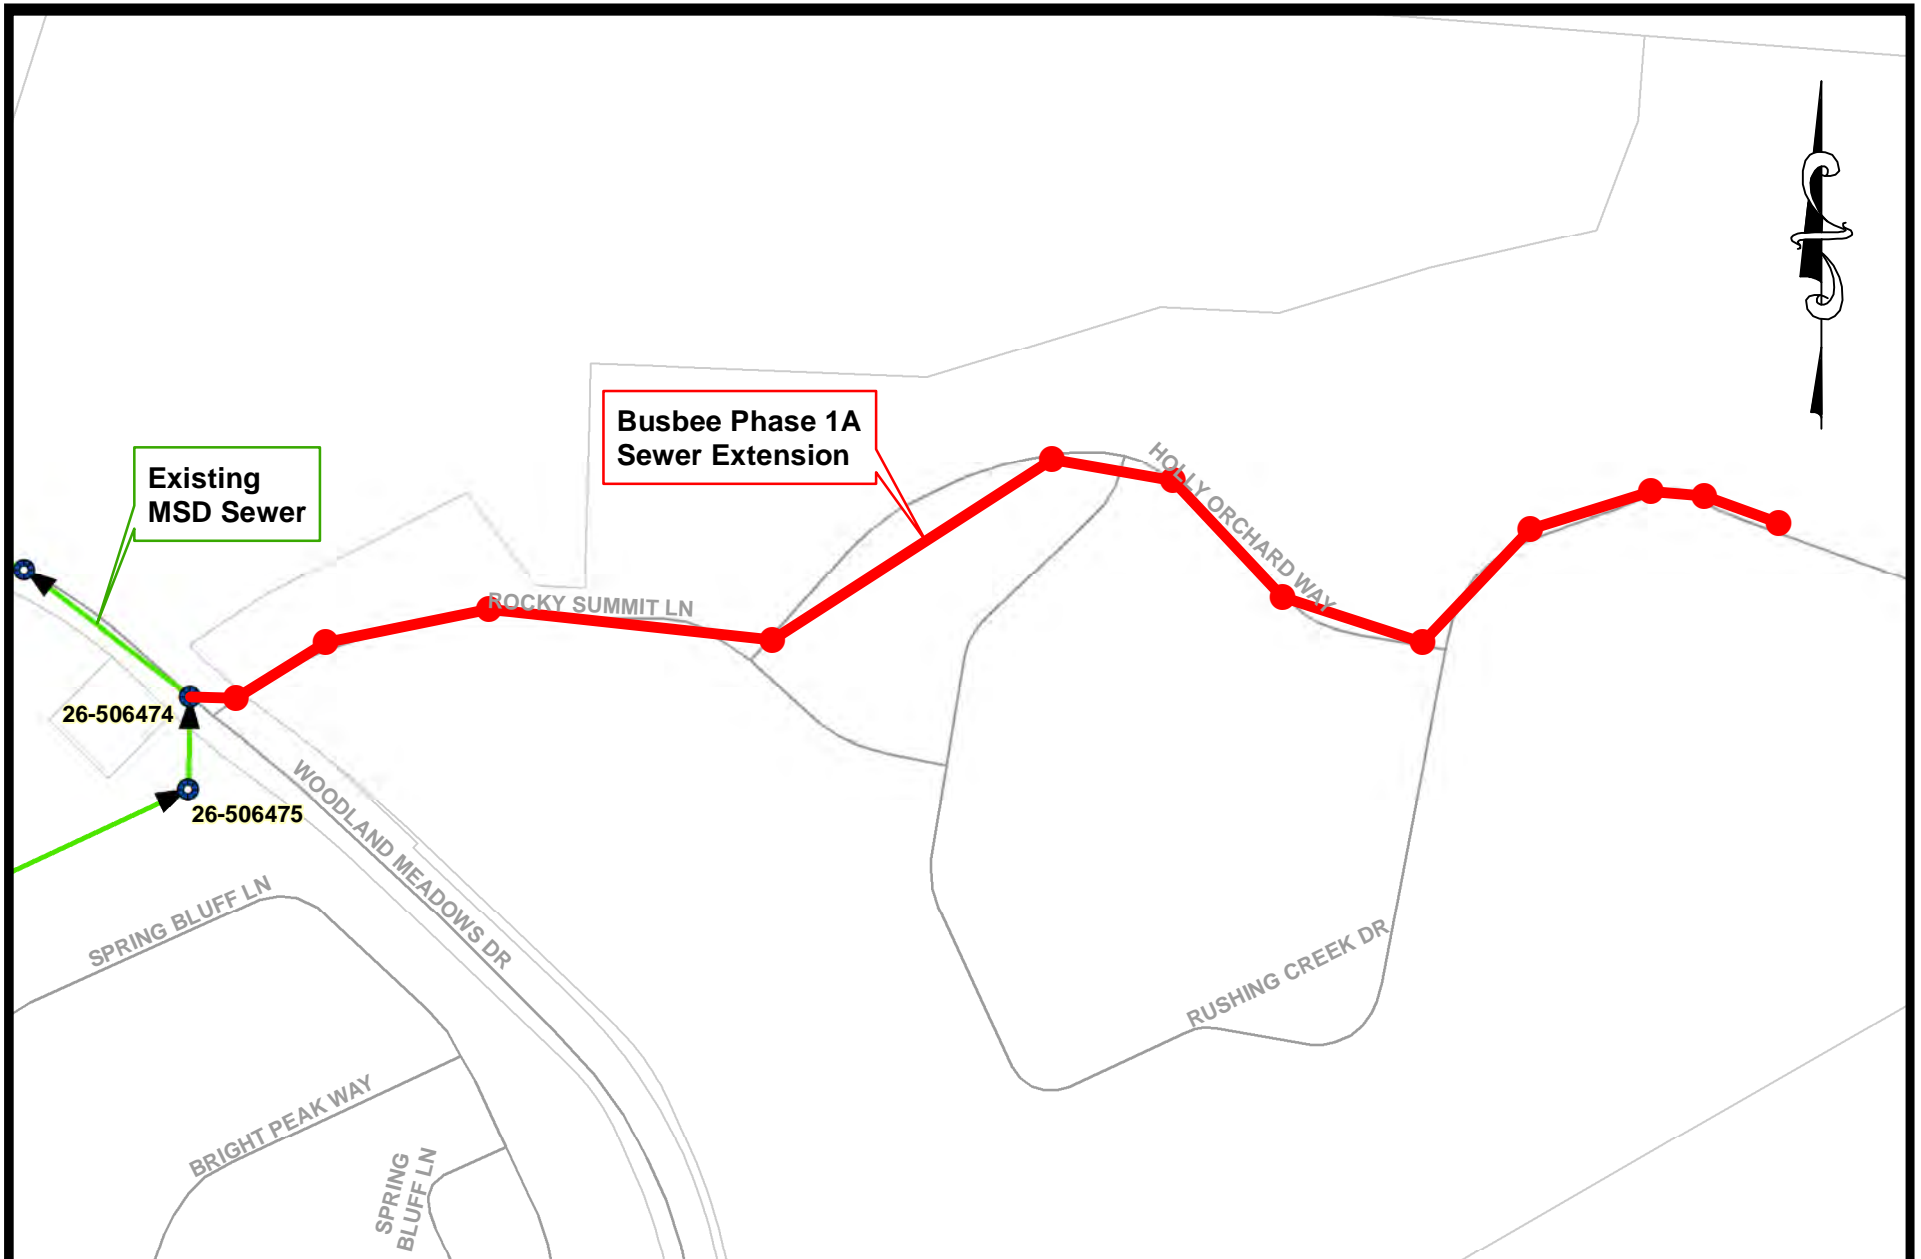 Busbee Phase 1A
Sewer Extension
Existing
MSD Sewer
HOLLY ORCHARD WAY
ROCKY SUMMIT LN
26-506474
26-506475
WOODLAND MEADOWS DR
SPRING BLUFF LN
RUSHING CREEK DR
BRIGHT PEAK WAY
SPRING
BLUFF LN